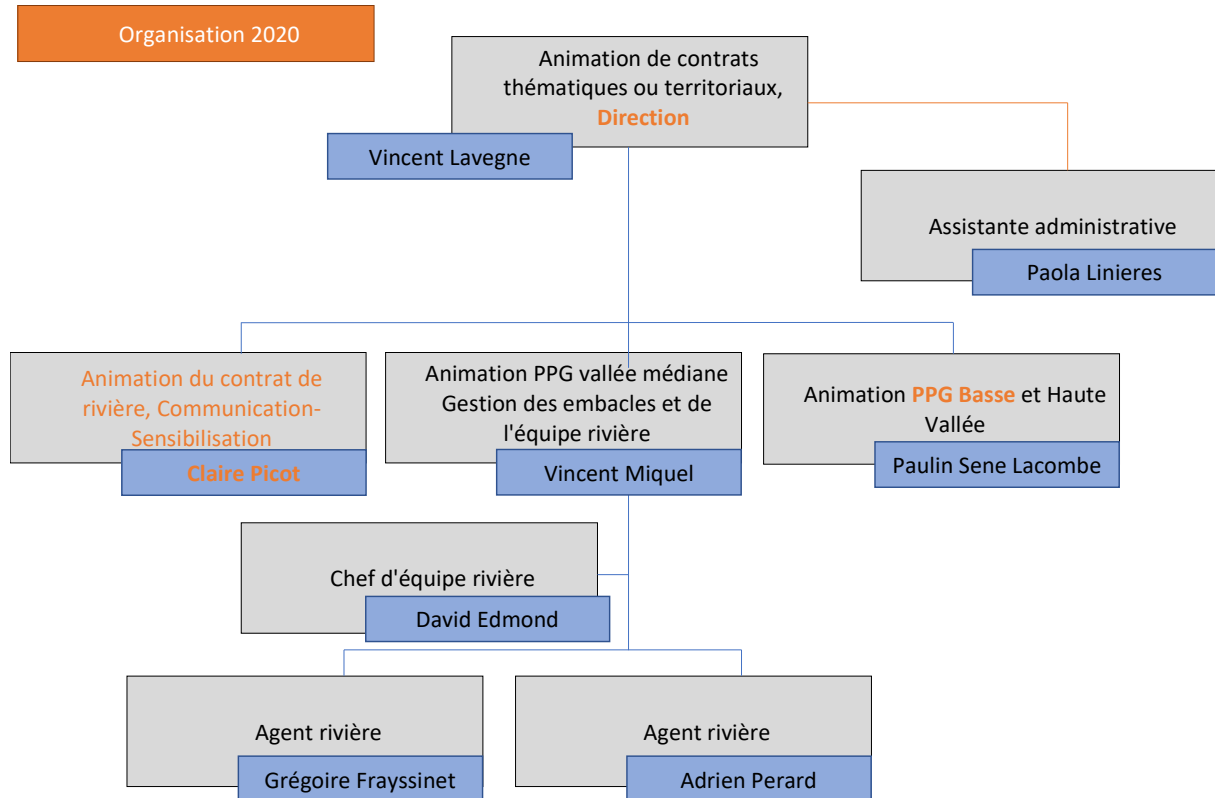 Organisation 2020
Animation de contrats
thématiques ou territoriaux,
Direction
Vincent Lavegne
Assistante administrative
Paola Linieres
Animation du contrat de
rivière, Communication-
Sensibilisation
Claire Picot
Animation PPG vallée médiane
Gestion des embacles et de
l'équipe rivière
Vincent Miquel
Animation PPG Basse et Haute
Vallée
Paulin Sene Lacombe
Chef d'équipe rivière
David Edmond
Agent rivière
Grégoire Frayssinet
Agent rivière
Adrien Perard